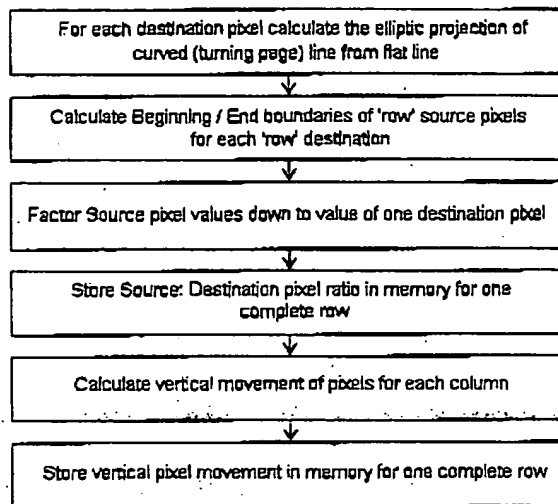 For each destination pixel calculate the elliptic projection of
curved (turning page) line from flat line
Calculate Beginning / End boundaries of 'row' source pixels
for each 'row' destination
Factor Source pixel values down to value of one destination pixel
Store Source: Destination pixel ratio in memory for one
complete row
Calculate vertical movement of pixels for each column
Store vertical pixel movement in memory for one complete row